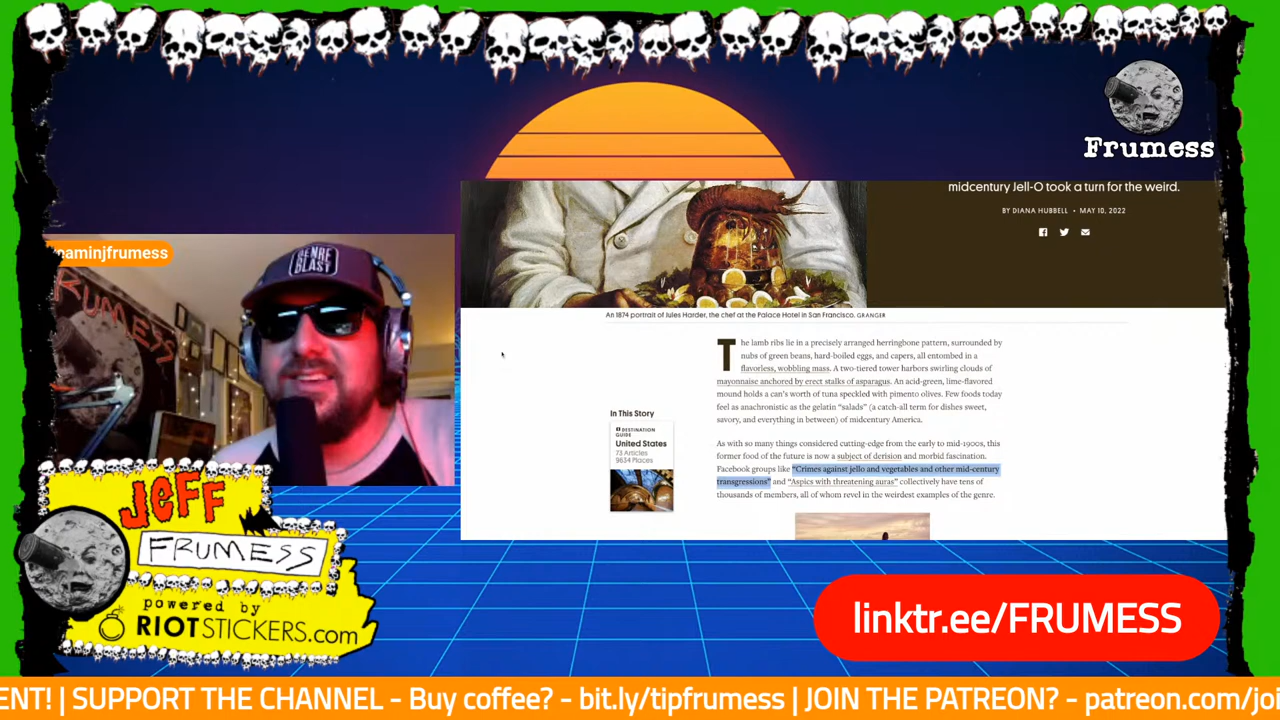 Frumess
midcentury Jell-O took a turn for the weird.
BY DIANA HUBBELL • MAY 10, 2022
aminjfrumess
GENRE
BLAST
RUMESS
An 1874 portrait of Jules Harder, the chef at the Palace Hotel in San Francisco. GRANGER
The lamb ribs lie in a precisely arranged herringbone pattern, surrounded by
nubs of green beans, hard-boiled eggs, and capers, all entombed in a
flavorless, wobbling mass. A two-tiered tower harbors swirling clouds of
mayonnaise anchored by erect stalks of asparagus. An acid-green, lime-flavored
mound holds a can's worth of tuna speckled with pimento olives. Few foods today
feel as anachronistic as the gelatin “salads” (a catch-all term for dishes sweet,
savory, and everything in between) of midcentury America.
In This Story
DESTINATION
GUIDE
United States
73 Articles
9634 Places
As with so many things considered cutting-edge from the early to mid-1900s, this
former food of the future is now a subject of derision and morbid fascination.
Facebook groups like “Crimes against jello and vegetables and other mid-century
transgressions” and “Aspics with threatening auras” collectively have tens of
thousands of members, all of whom revel in the weirdest examples of the genre.
JEFF
FRUMESS
powered by
RIOTSTICKERS.com
linktr.ee/FRUMESS
ENT! | SUPPORT THE CHANNEL - Buy coffee? - bit.ly/tipfrumess | JOIN THE PATREON? - patreon.com/joi